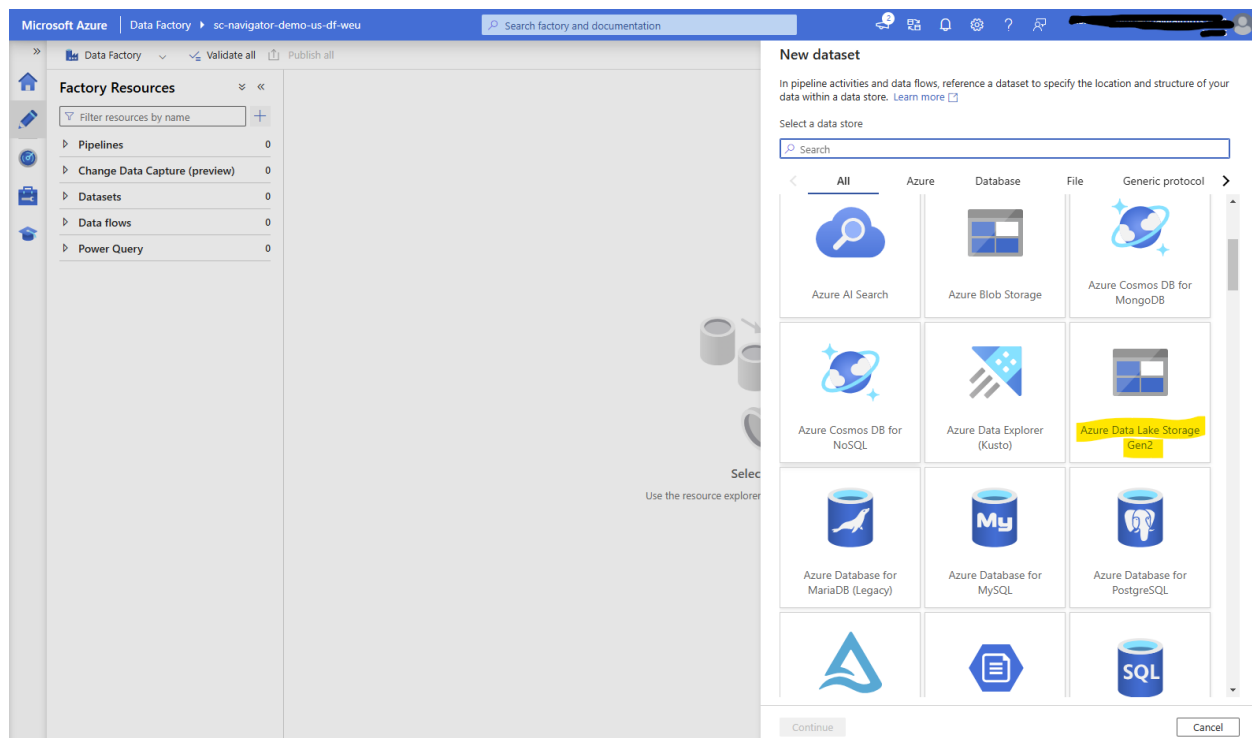 Microsoft Azure
Data Factory
sc-navigator-demo-us-df-weu
Search factory and documentation
2
Data Factory
Validate all
Publish all
Factory Resources
Filter resources by name
Pipelines 0
Change Data Capture (preview) 0
Datasets 0
Data flows 0
Power Query 0
Selec
Use the resource explorer
New dataset
In pipeline activities and data flows, reference a dataset to specify the location and structure of your
data within a data store. Learn more
Select a data store
Search
All Azure Database File Generic protocol
Azure AI Search
Azure Blob Storage
Azure Cosmos DB for
MongoDB
Azure Cosmos DB for
NoSQL
Azure Data Explorer
(Kusto)
Azure Data Lake Storage
Gen2
My
Azure Database for
MariaDB (Legacy)
Azure Database for
MySQL
Azure Database for
PostgreSQL
SQL
Continue
Cancel